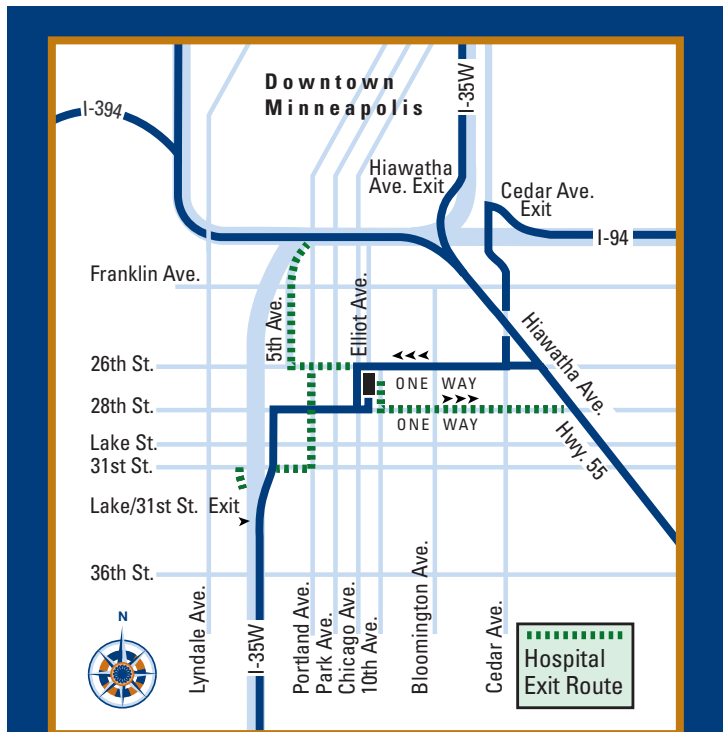 Downtown
Minneapolis
I-394
I-35W
Hiawatha
Ave. Exit
Cedar Ave.
Exit
I-94
Franklin Ave.
5th Ave.
Elliot Ave.
Hiawatha Ave.
26th St.
ONE WAY
28th St.
ONE WAY
Lake St.
31st St.
Hwy. 55
Lake/31st St. Exit
36th St.
N
Lyndale Ave.
I-35W
Portland Ave.
Park Ave.
Chicago Ave.
10th Ave.
Bloomington Ave.
Cedar Ave.
Hospital
Exit Route